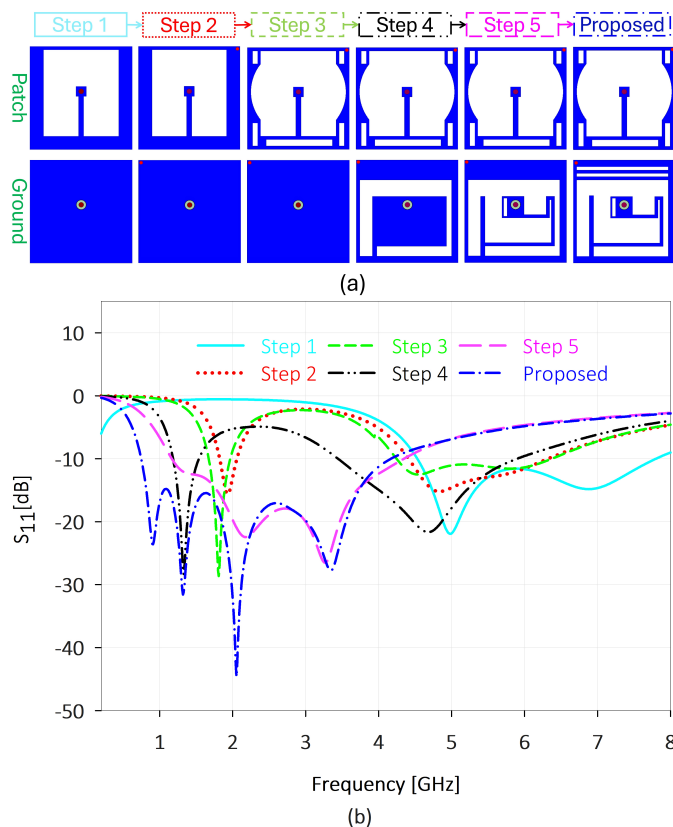 Step 1 Step 2 Step 3 Step 4 Step 5 Proposed
Patch
Ground
(a)
10
0
-10
-20
-30
-40
-50
S11[dB]
Step 1 Step 3 Step 5
Step 2 Step 4 Proposed
1 2 3 4 5 6 7 8
Frequency [GHz]
(b)